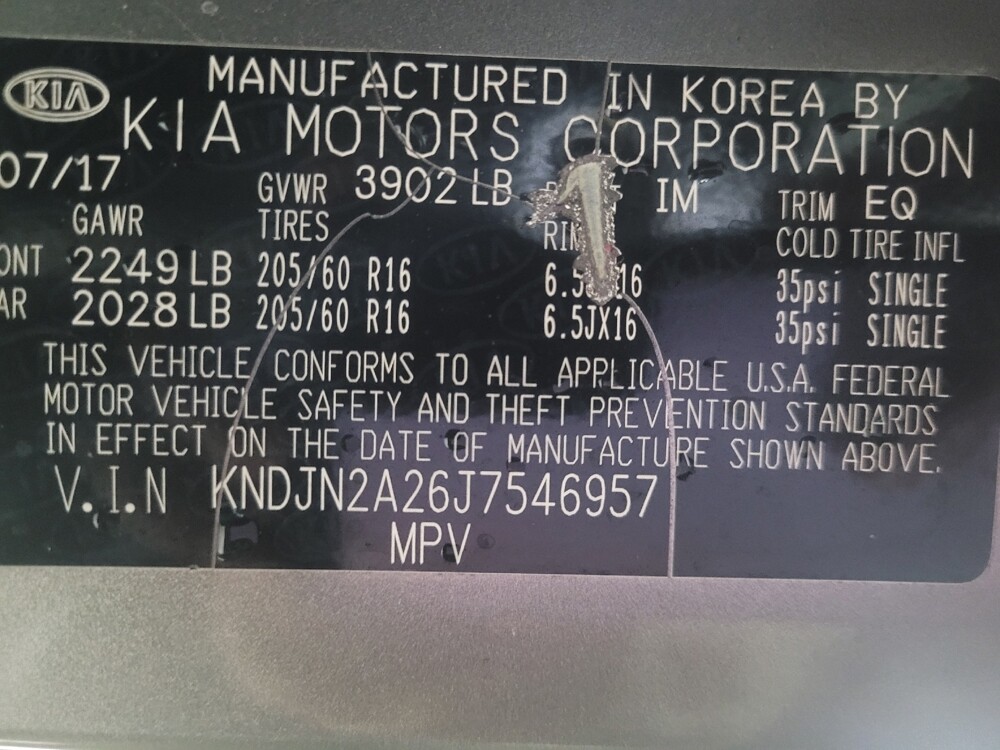 KIA MANUFACTURED IN KOREA BY
KIA MOTORS CORPORATION
07/17 GVWR 3902 LB IM TRIM EQ
GAWR TIRES COLD TIRE INFL
2249 LB 205/60 R16 35psi SINGLE
2028 LB 205/60 R16 6.5JX16 35psi SINGLE
THIS VEHICLE CONFORMS TO ALL APPLICABLE U.S.A. FEDERAL
MOTOR VEHICLE SAFETY AND THEFT PREVENTION STANDARDS
IN EFFECT ON THE DATE OF MANUFACTURE SHOWN ABOVE.
V.I.N KNDJN2A26J7546957
MPV